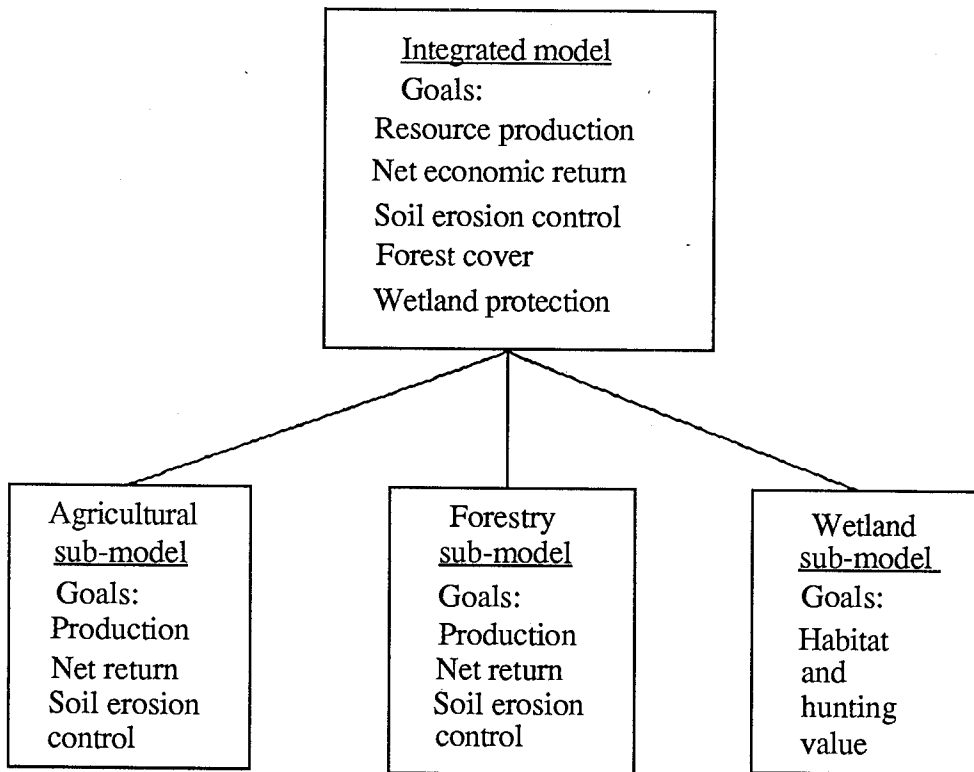 Integrated model
Goals:
Resource production
Net economic return
Soil erosion control
Forest cover
Wetland protection
Agricultural
sub-model
Goals:
Production
Net return
Soil erosion
control
Forestry
sub-model
Goals:
Production
Net return
Soil erosion
control
Wetland
sub-model
Goals:
Habitat
and
hunting
value